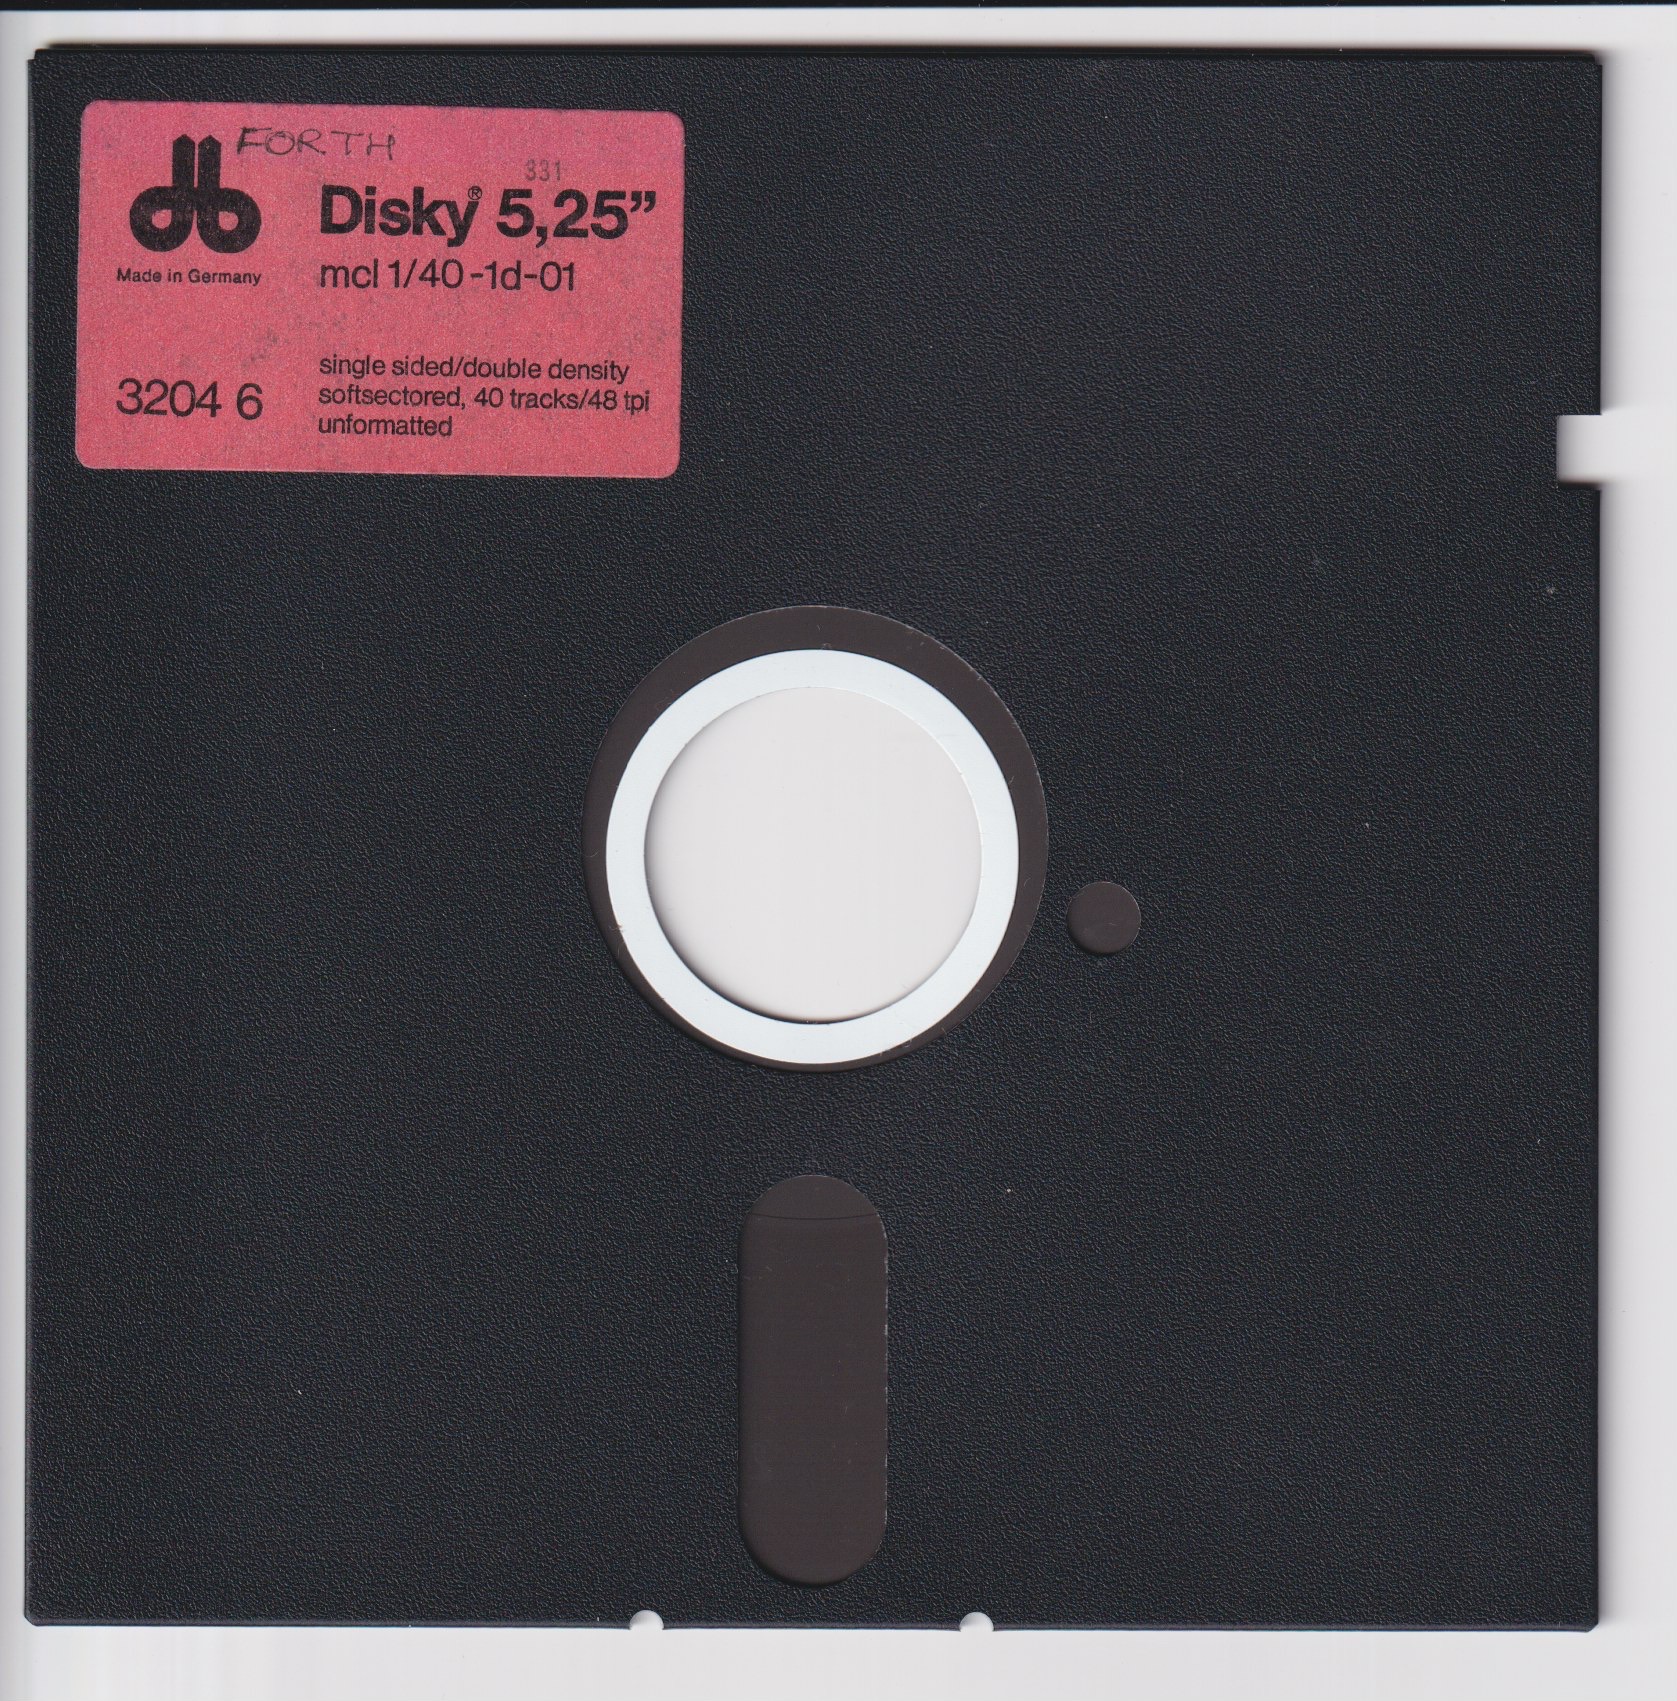 FORTH
331
Disky® 5,25”
mcl 1/40-1d-01
Made in Germany
3204 6
single sided/double density
softsectored, 40 tracks/48 tpi
unformatted